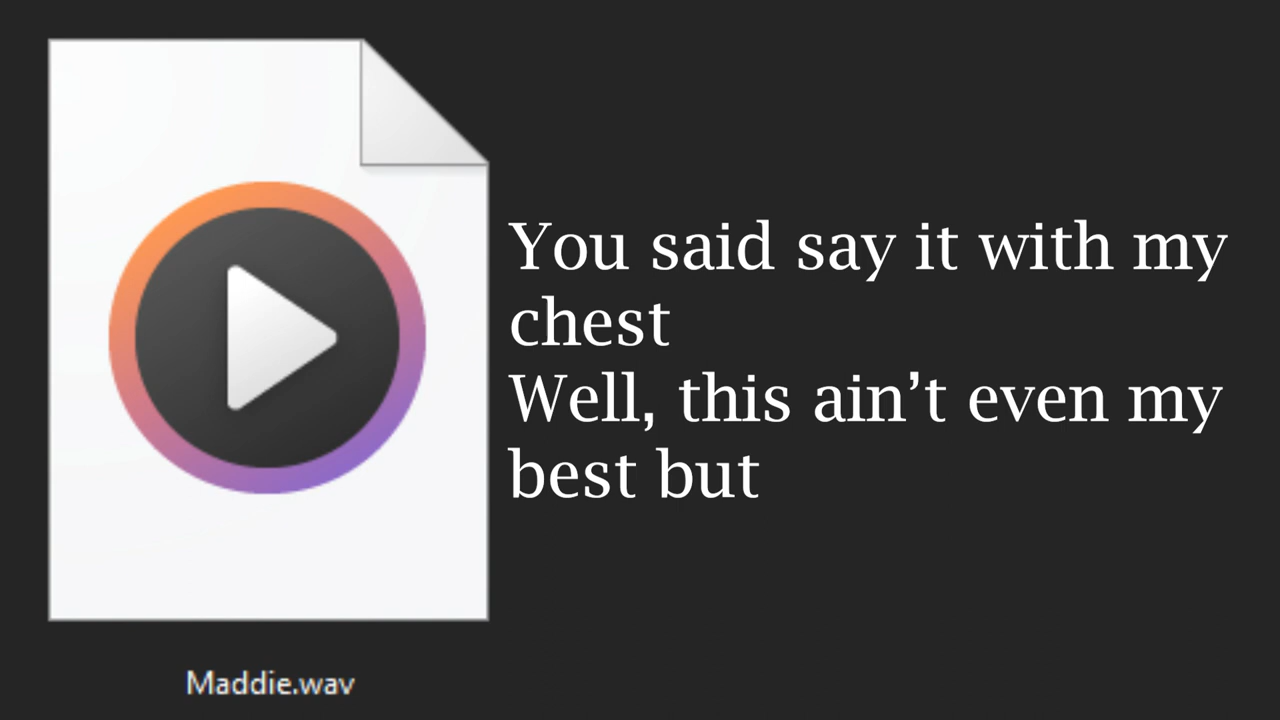 You said say it with my
chest
Well, this ain’t even my
best but
Maddie.wav